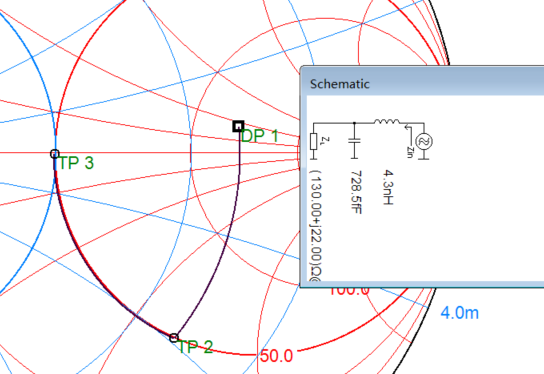 Schematic
DP 1
TP 3
TP 2
ZL
Zin
4.3nH
728.5fF
(130.00+j22.00)Ω@
100.0
4.0m
50.0